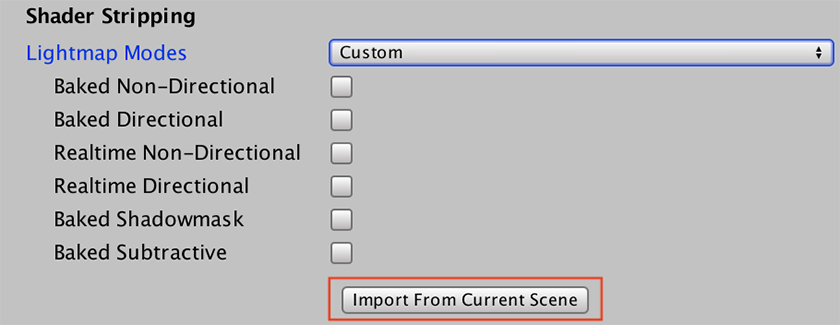 Shader Stripping
Lightmap Modes Custom
Baked Non-Directional
Baked Directional
Realtime Non-Directional
Realtime Directional
Baked Shadowmask
Baked Subtractive
Import From Current Scene